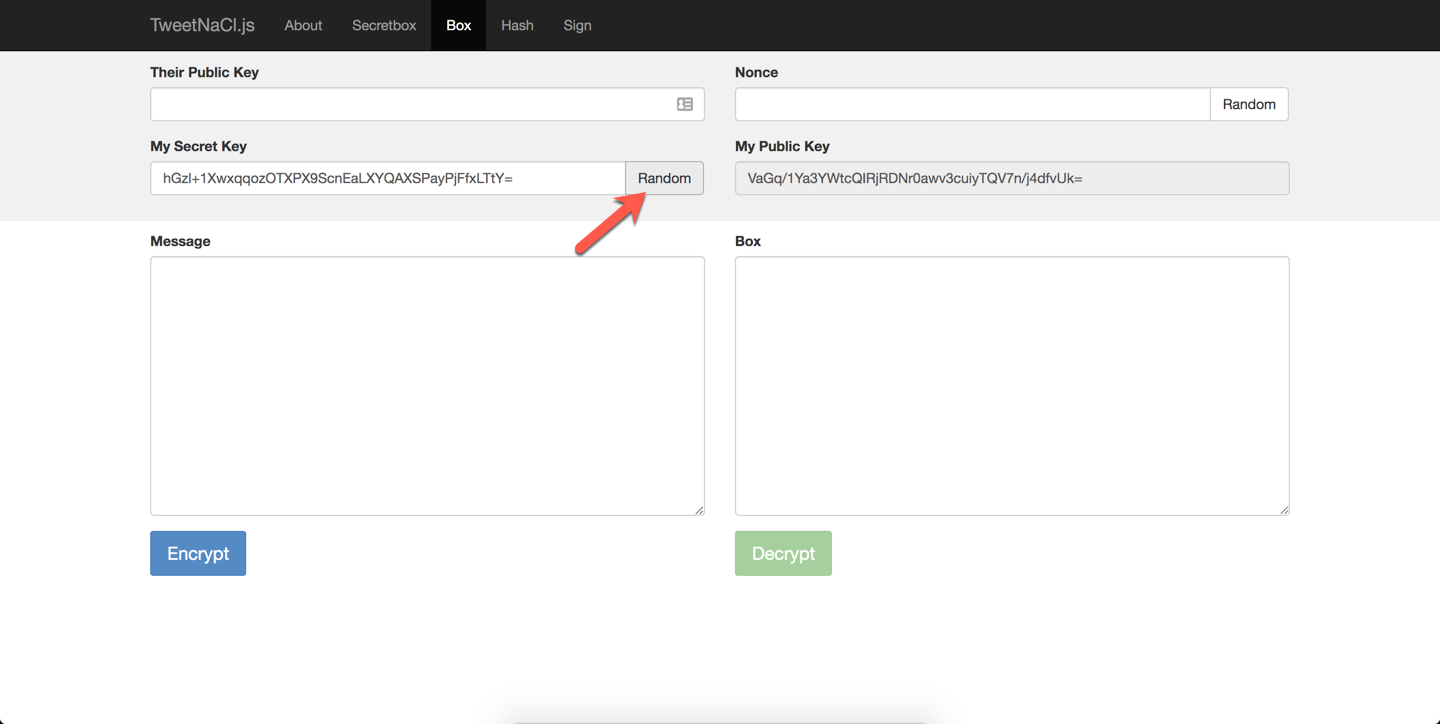 TweetNaCl.js About Secretbox Box Hash Sign
Their Public Key
Nonce
Random
My Secret Key
hGzl+1XwxqqozOTXPX9ScnEaLXYQAXSPayPjFfxLTtY=
Random
My Public Key
VaGq/1Ya3YWtcQIRjRDNr0awv3cuiyTQV7n/j4dfvUk=
Message
Box
Encrypt
Decrypt